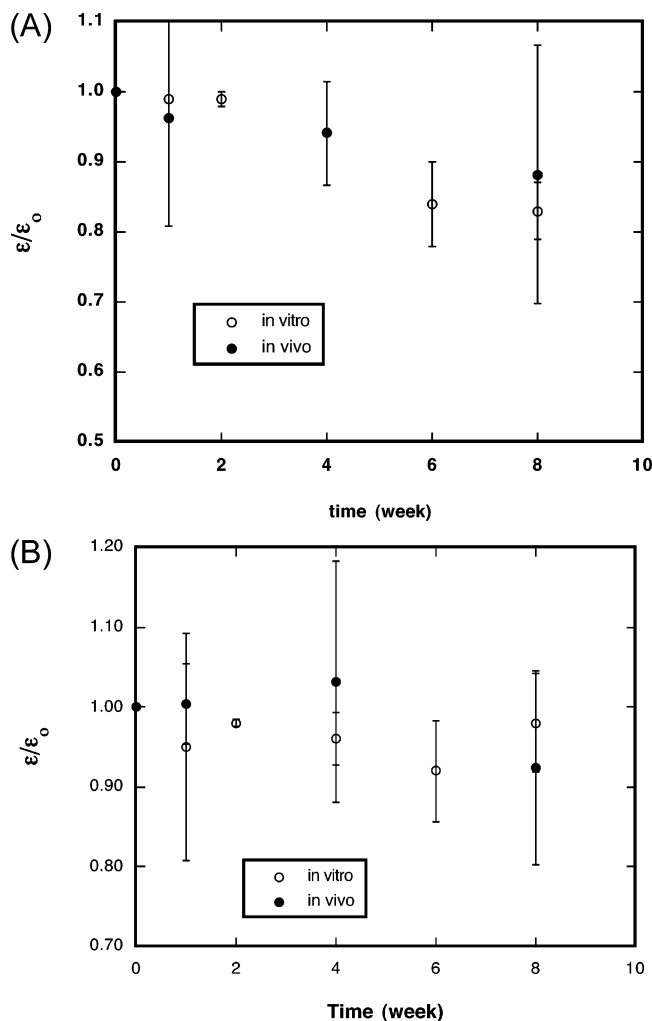 (A)
1.1
1.0
0.9
0.8
0.7
0.6
0.5
ε/εo
in vitro
in vivo
0 2 4 6 8 10
time (week)
(B)
1.20
1.10
1.00
0.90
0.80
0.70
ε/εo
in vitro
in vivo
0 2 4 6 8 10
Time (week)